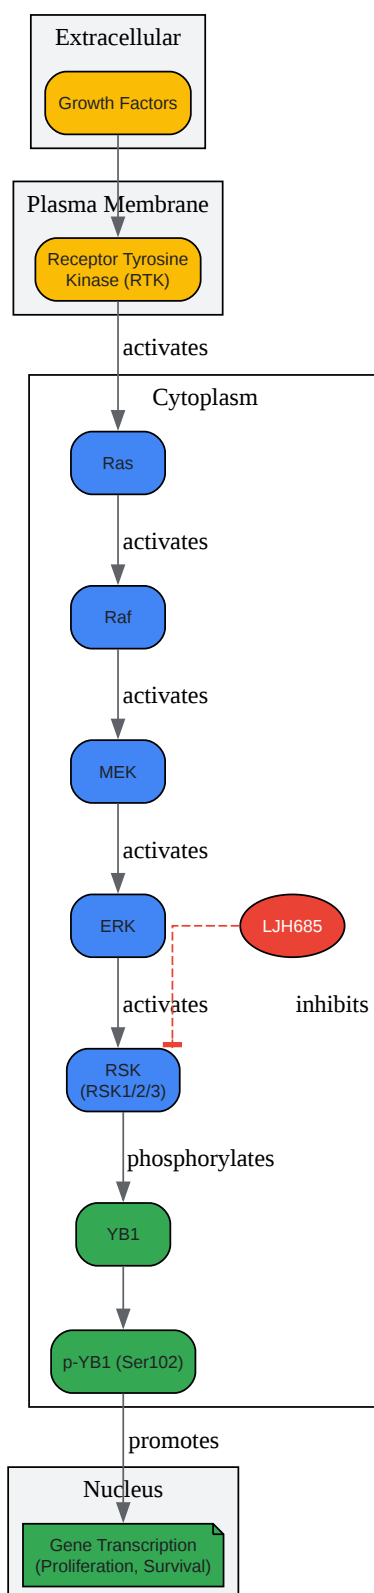 Extracellular
Growth Factors
Plasma Membrane
Receptor Tyrosine
Kinase (RTK)
activates
Cytoplasm
Ras
activates
Raf
activates
MEK
activates
ERK
LJH685
activates
inhibits
RSK
(RSK1/2/3)
phosphorylates
YB1
p-YB1 (Ser102)
promotes
Nucleus
Gene Transcription
(Proliferation, Survival)